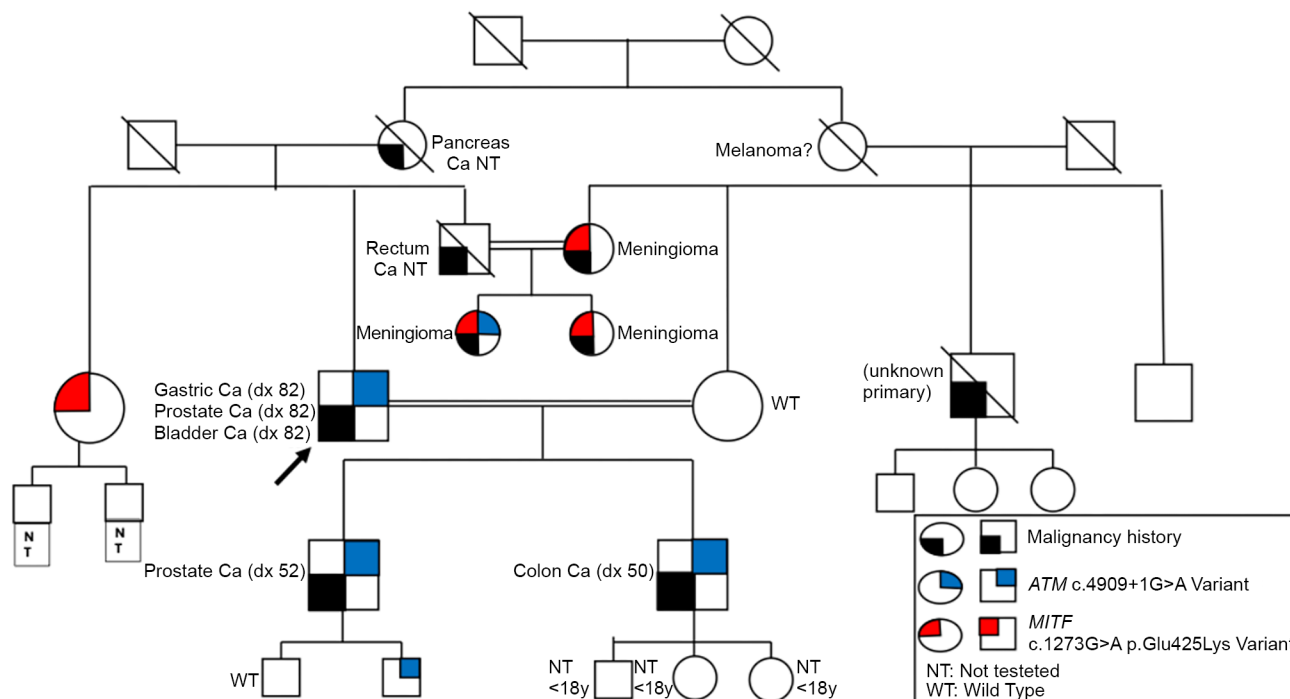 Pancreas
Ca NT
Melanoma?
Rectum
Ca NT
Meningioma
Meningioma
Meningioma
Gastric Ca (dx 82)
Prostate Ca (dx 82)
Bladder Ca (dx 82)
WT
(unknown
primary)
N
T
N
T
Prostate Ca (dx 52)
Colon Ca (dx 50)
WT
NT
<18y
NT
<18y
NT
<18y
Malignancy history
ATM c.4909+1G>A Variant
MITF
c.1273G>A p.Glu425Lys Variant
NT: Not testeted
WT: Wild Type